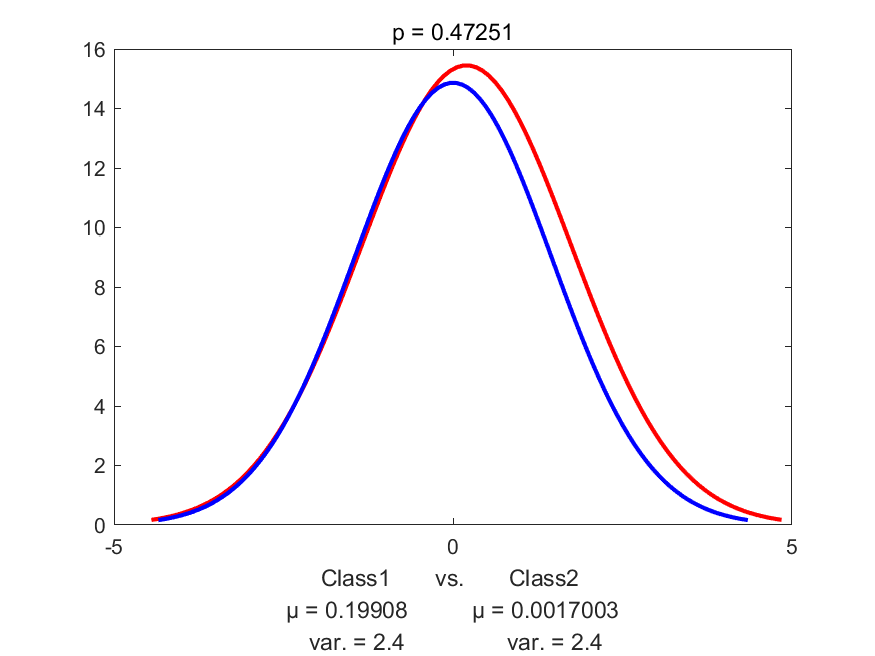 p = 0.47251
16
14
12
10
8
6
4
2
0
-5 0 5
Class1 vs. Class2
μ = 0.19908 μ = 0.0017003
var. = 2.4 var. = 2.4